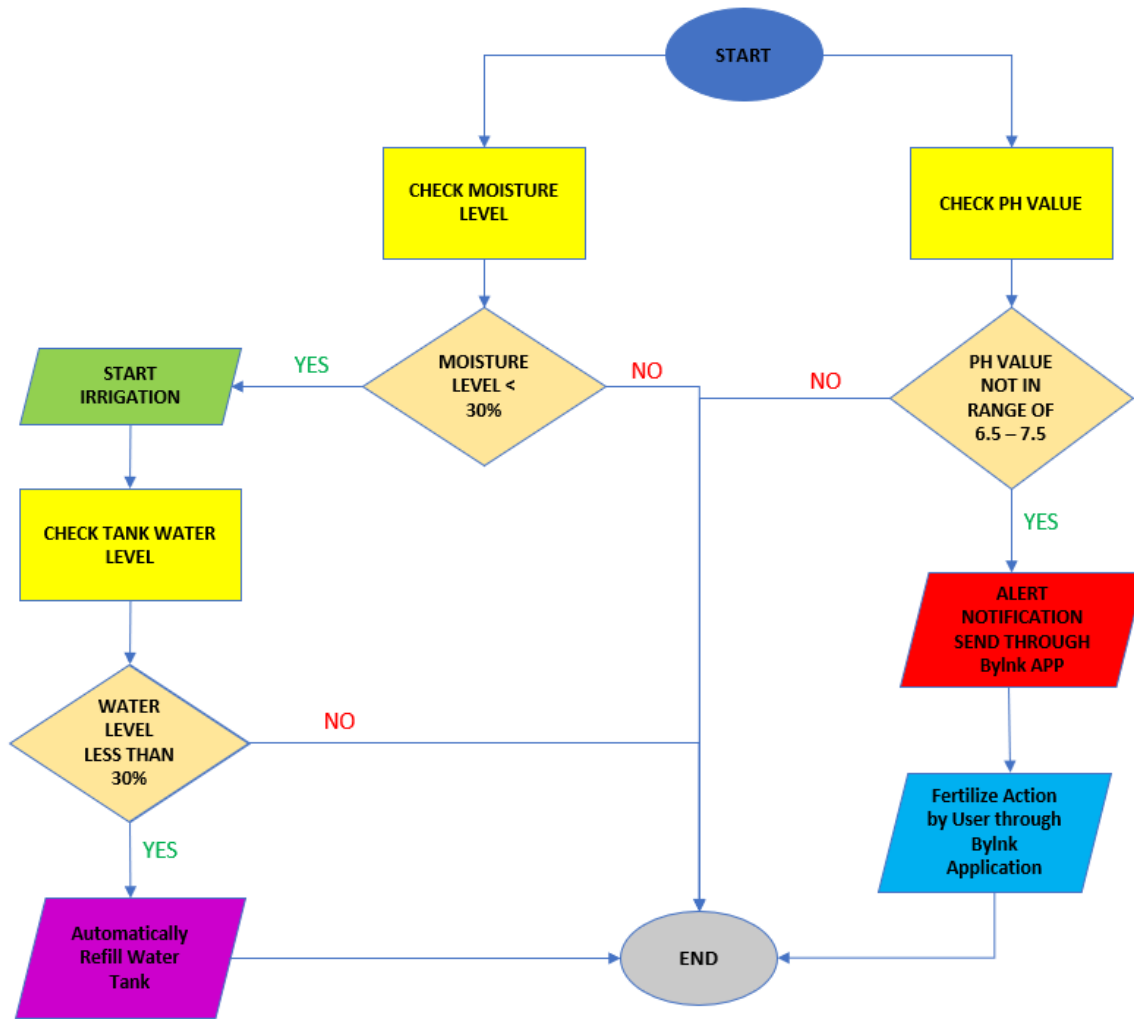 START
CHECK MOISTURE
LEVEL
CHECK PH VALUE
MOISTURE
LEVEL <
30%
YES
NO
START
IRRIGATION
PH VALUE
NOT IN
RANGE OF
6.5 – 7.5
NO
YES
CHECK TANK WATER
LEVEL
ALERT
NOTIFICATION
SEND THROUGH
Bylnk APP
WATER
LEVEL
LESS THAN
30%
NO
YES
Fertilize Action
by User through
Bylnk
Application
Automatically
Refill Water
Tank
END